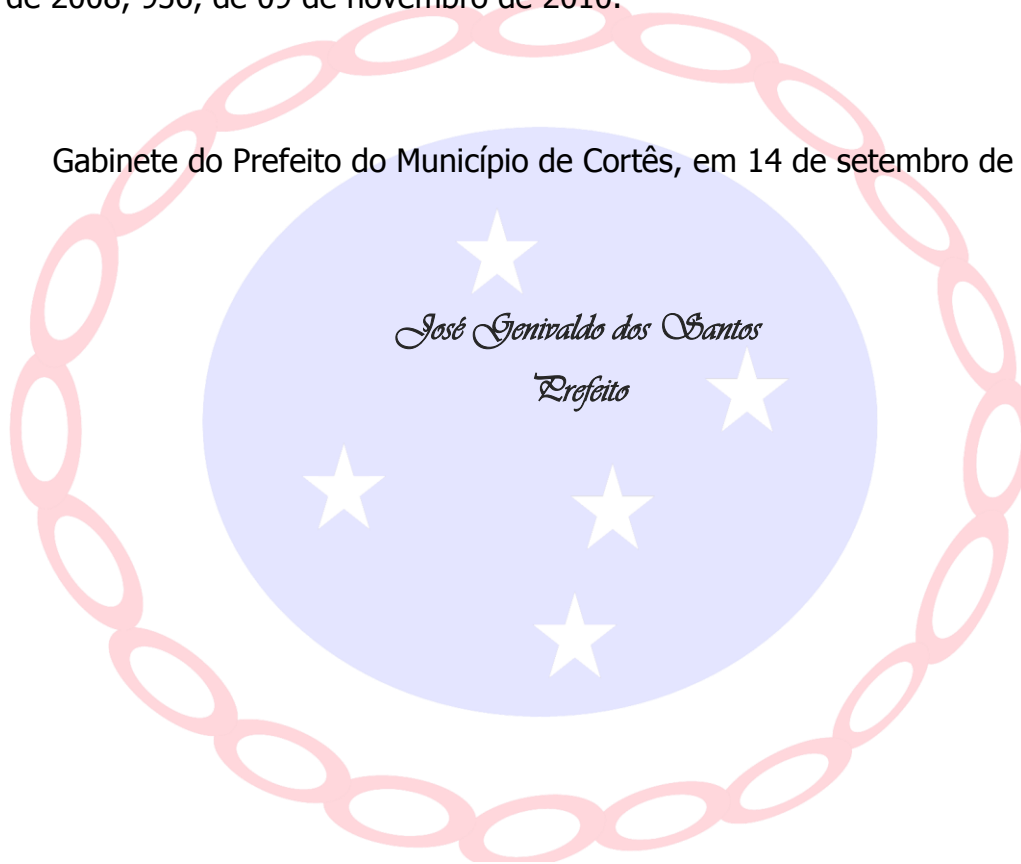 de 2008, 956, de 09 de novembro de 2010.
Gabinete do Prefeito do Município de Cortês, em 14 de setembro de
José Genivaldo dos Santos
Prefeito